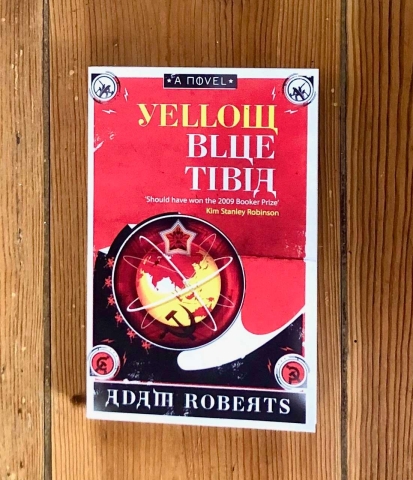 ★A NOVEL★
YELLOW
BLUE
TIBIA
'Should have won the 2009 Booker Prize'
Kim Stanley Robinson
ADAM ROBERTS